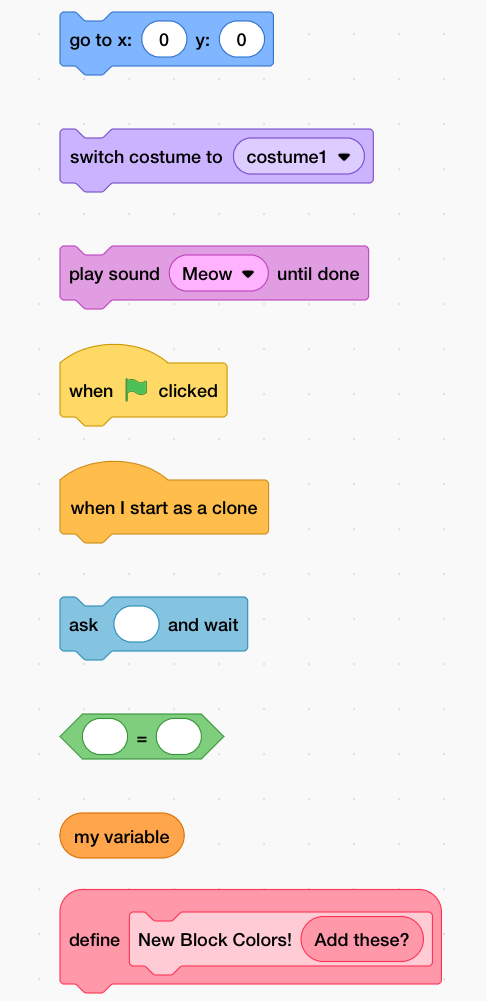 go to x: 0 y: 0
switch costume to costume1
play sound Meow until done
when clicked
when I start as a clone
ask and wait
=
my variable
define New Block Colors! Add these?